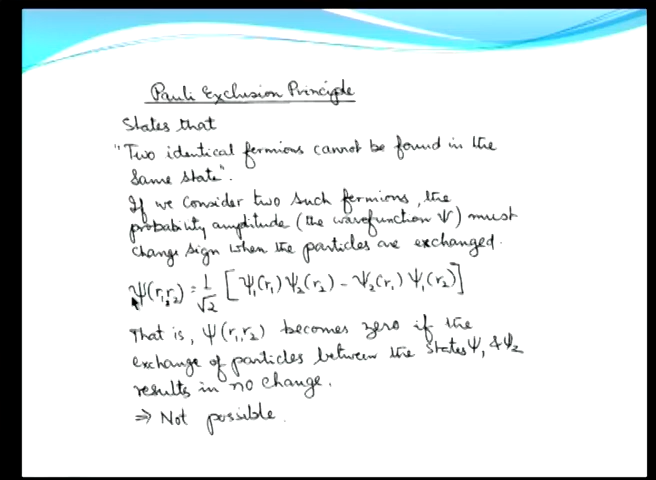 Pauli Exclusion Principle
States that
"Two identical fermions cannot be found in the
same state".
If we consider two such fermions, the
probability amplitude (the wavefunction Ψ) must
change sign when the particles are exchanged.
Ψ(r₁,r₂) = 1/√2 [Ψ₁(r₁) Ψ₂(r₂) – Ψ₂(r₁) Ψ₁(r₂)]
That is, Ψ(r₁,r₂) becomes zero if the
exchange of particles between the states Ψ₁ & Ψ₂
results in no change.
⇒ Not possible.